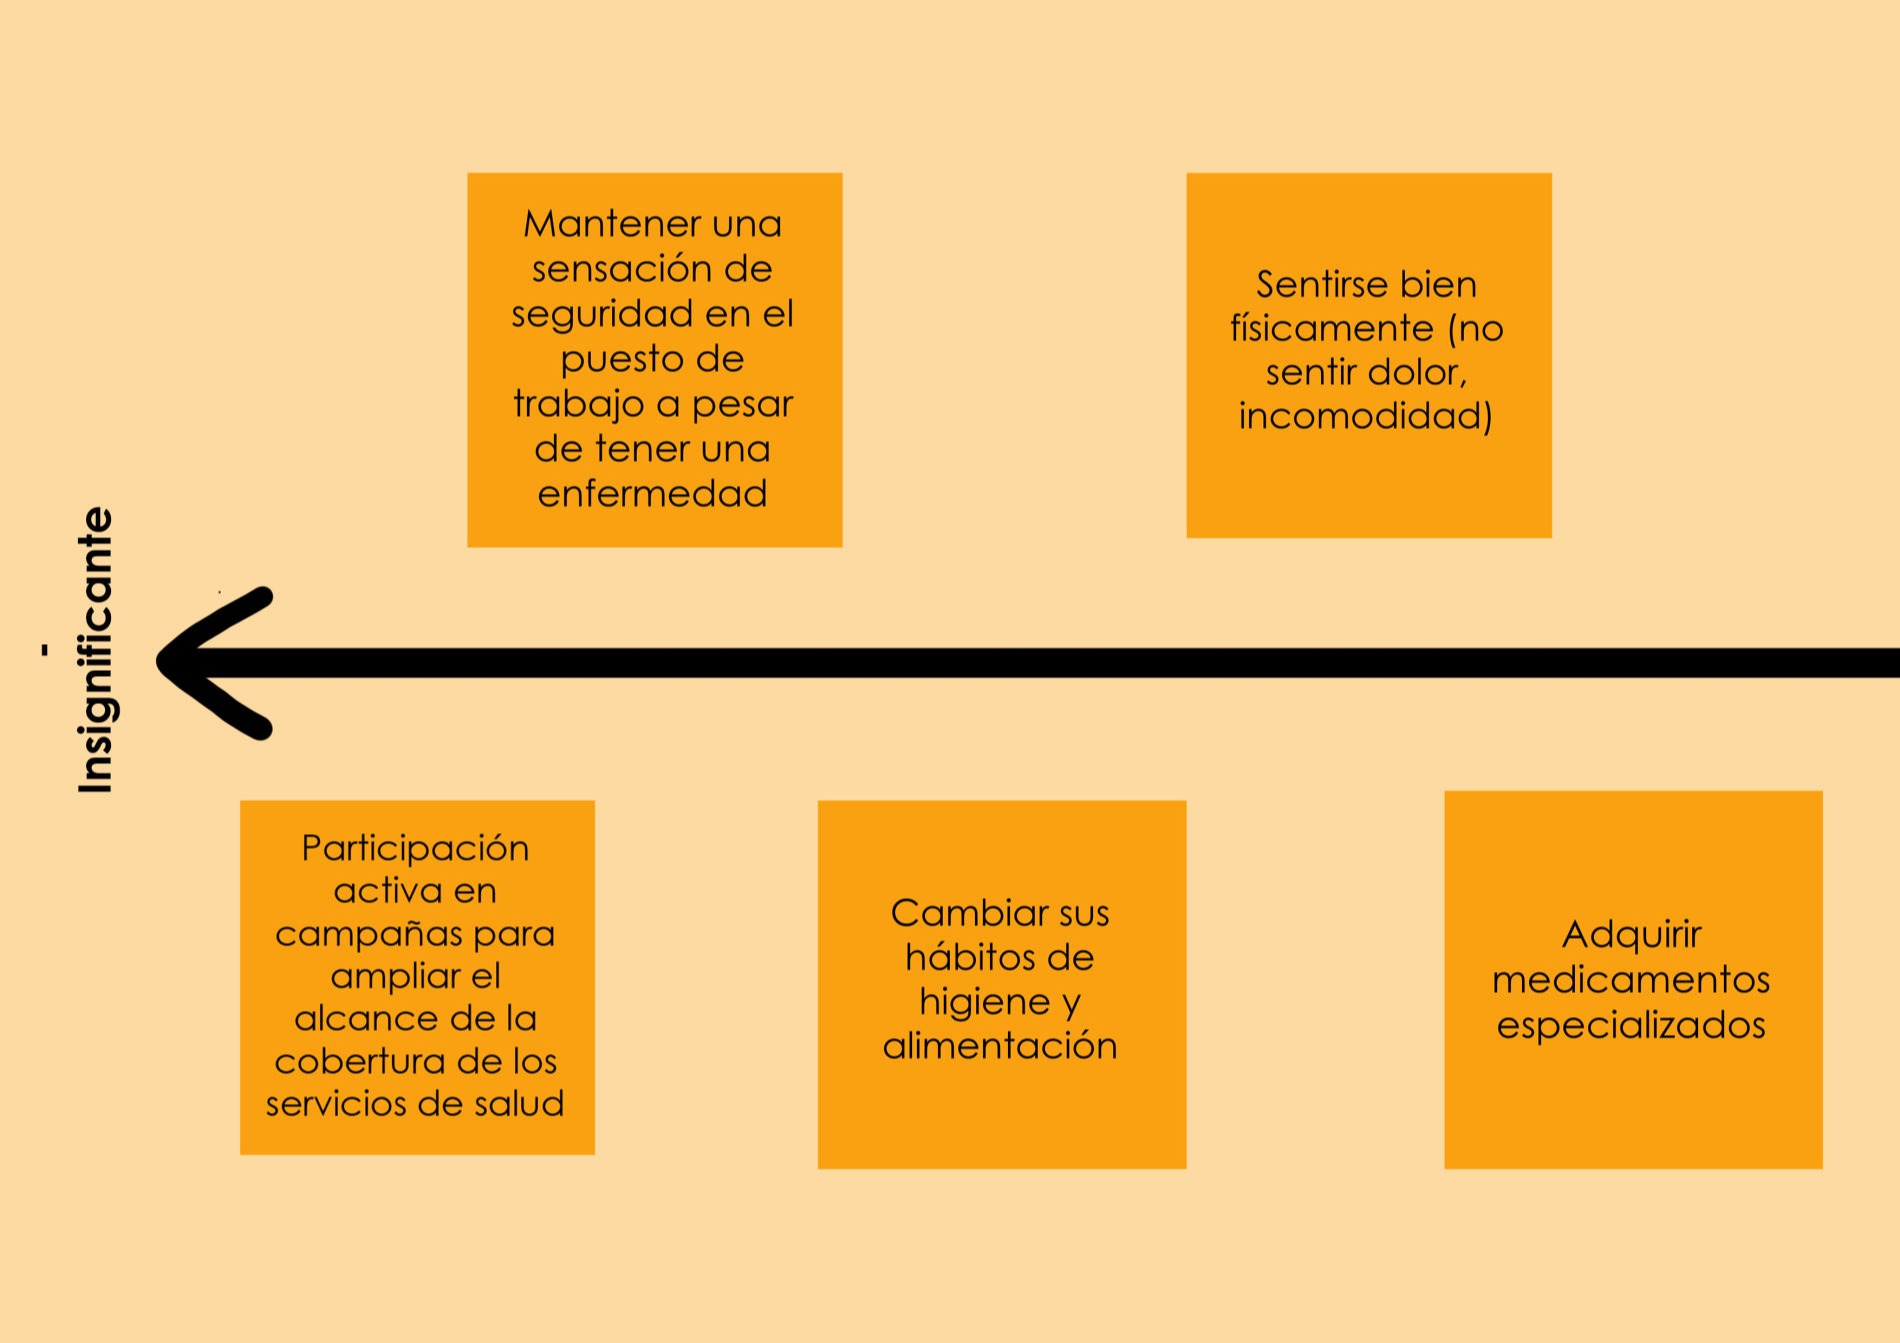 Mantener una
sensación de
seguridad en el
puesto de
trabajo a pesar
de tener una
enfermedad
Sentirse bien
físicamente (no
sentir dolor,
incomodidad)
-
Insignificante
Participación
activa en
campañas para
ampliar el
alcance de la
cobertura de los
servicios de salud
Cambiar sus
hábitos de
higiene y
alimentación
Adquirir
medicamentos
especializados